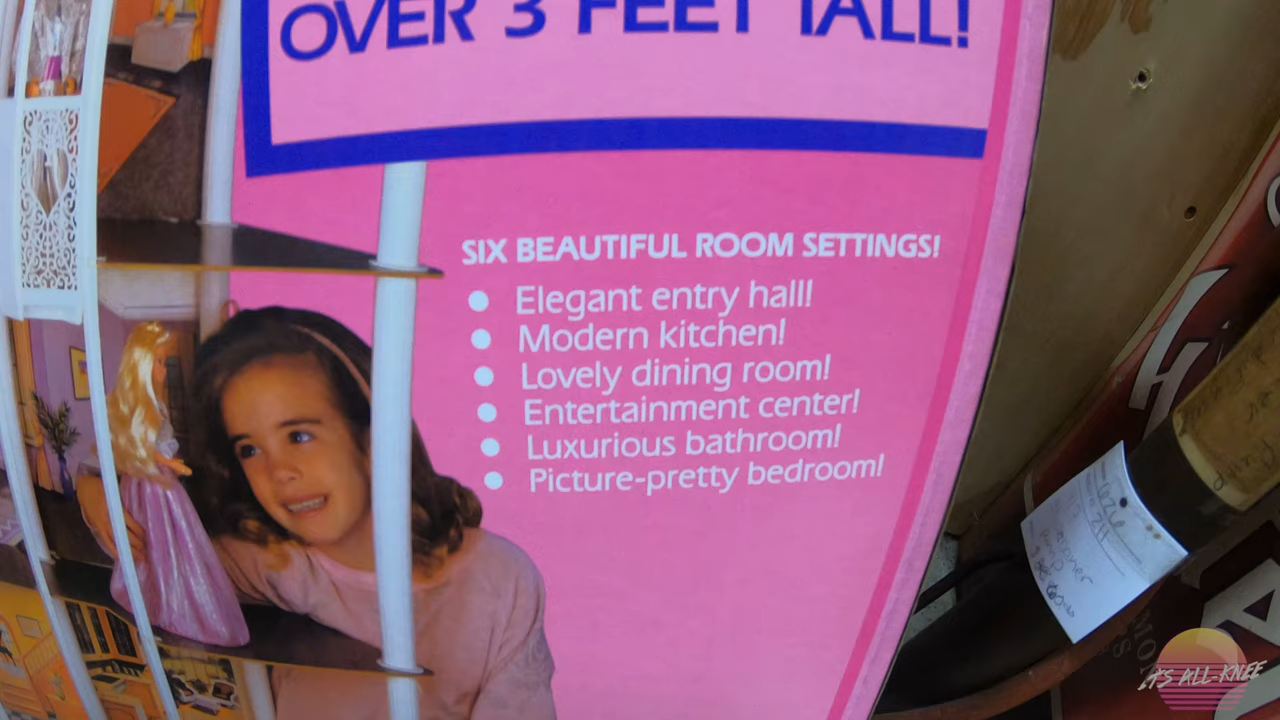 OVER 3 FEET TALL!
SIX BEAUTIFUL ROOM SETTINGS!
• Elegant entry hall!
• Modern kitchen!
• Lovely dining room!
• Entertainment center!
• Luxurious bathroom!
• Picture-pretty bedroom!
IT'S ALL-KNEE